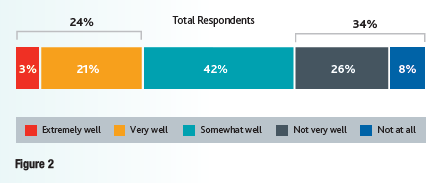 24% Total Respondents 34%
3% 21% 42% 26% 8%
Extremely well Very well Somewhat well Not very well Not at all
Figure 2